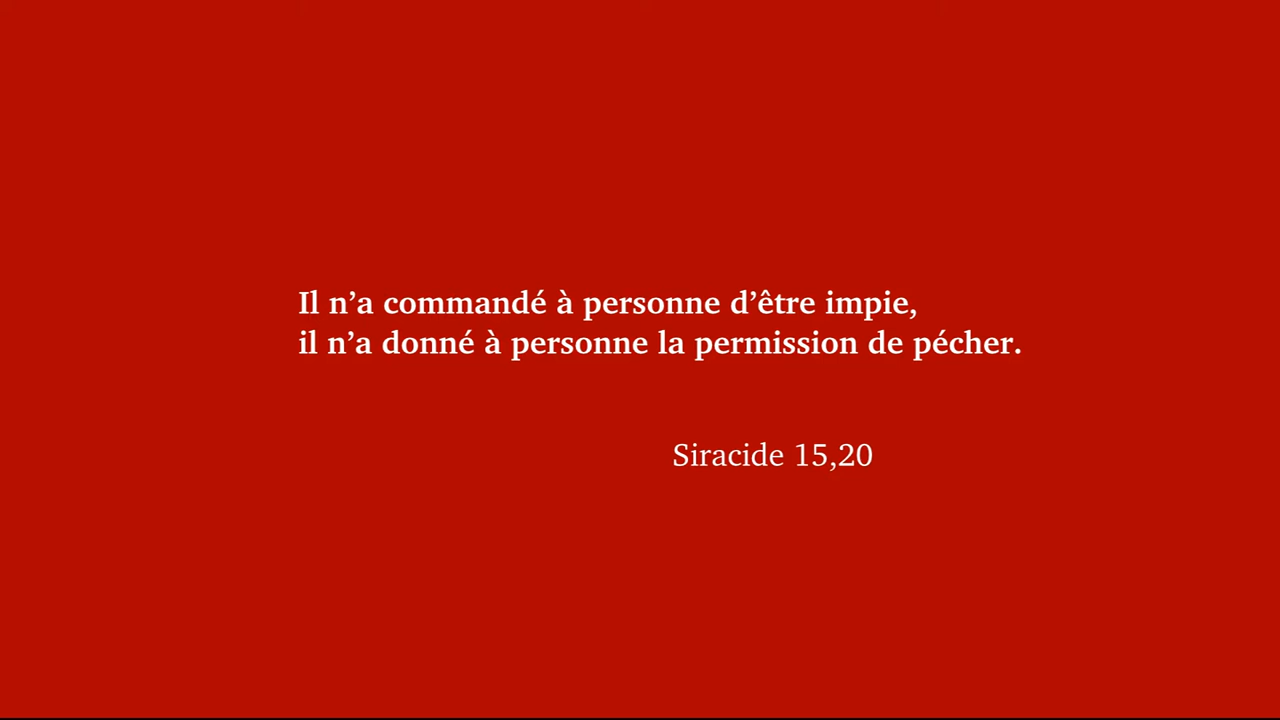 Il n’a commandé à personne d’être impie,
il n’a donné à personne la permission de pécher.
Siracide 15,20